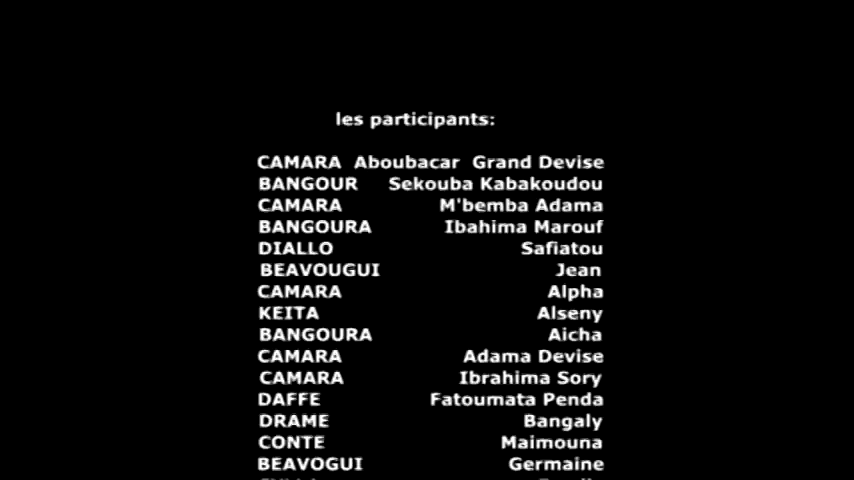 les participants:
CAMARA Aboubacar Grand Devise
BANGOUR Sekouba Kabakoudou
CAMARA M'bemba Adama
BANGOURA Ibahima Marouf
DIALLO Safiatou
BEAVOUGUI Jean
CAMARA Alpha
KEITA Alseny
BANGOURA Aicha
CAMARA Adama Devise
CAMARA Ibrahima Sory
DAFFE Fatoumata Penda
DRAME Bangaly
CONTE Maimouna
BEAVOGUI Germaine